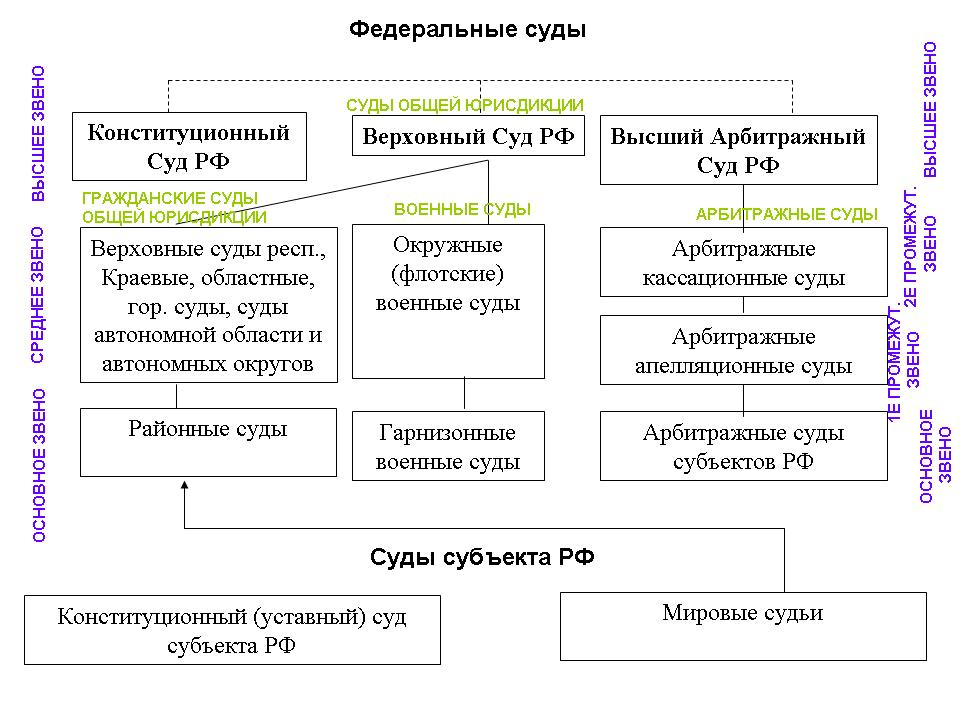 Федеральные суды
СУДЫ ОБЩЕЙ ЮРИСДИКЦИИ
Конституционный
Суд РФ
Верховный Суд РФ
Высший Арбитражный
Суд РФ
ГРАЖДАНСКИЕ СУДЫ
ОБЩЕЙ ЮРИСДИКЦИИ
ВОЕННЫЕ СУДЫ
АРБИТРАЖНЫЕ СУДЫ
Верховные суды респ.,
Краевые, областные,
гор. суды, суды
автономной области и
автономных округов
Окружные
(флотские)
военные суды
Арбитражные
кассационные суды
Арбитражные
апелляционные суды
Районные суды
Гарнизонные
военные суды
Арбитражные суды
субъектов РФ
Суды субъекта РФ
Конституционный (уставный) суд
субъекта РФ
Мировые судьи
ВЫСШЕЕ ЗВЕНО
СРЕДНЕЕ ЗВЕНО
ОСНОВНОЕ ЗВЕНО
ВЫСШЕЕ ЗВЕНО
2Е ПРОМЕЖУТ.
ЗВЕНО
1Е ПРОМЕЖУТ.
ЗВЕНО
ОСНОВНОЕ
ЗВЕНО